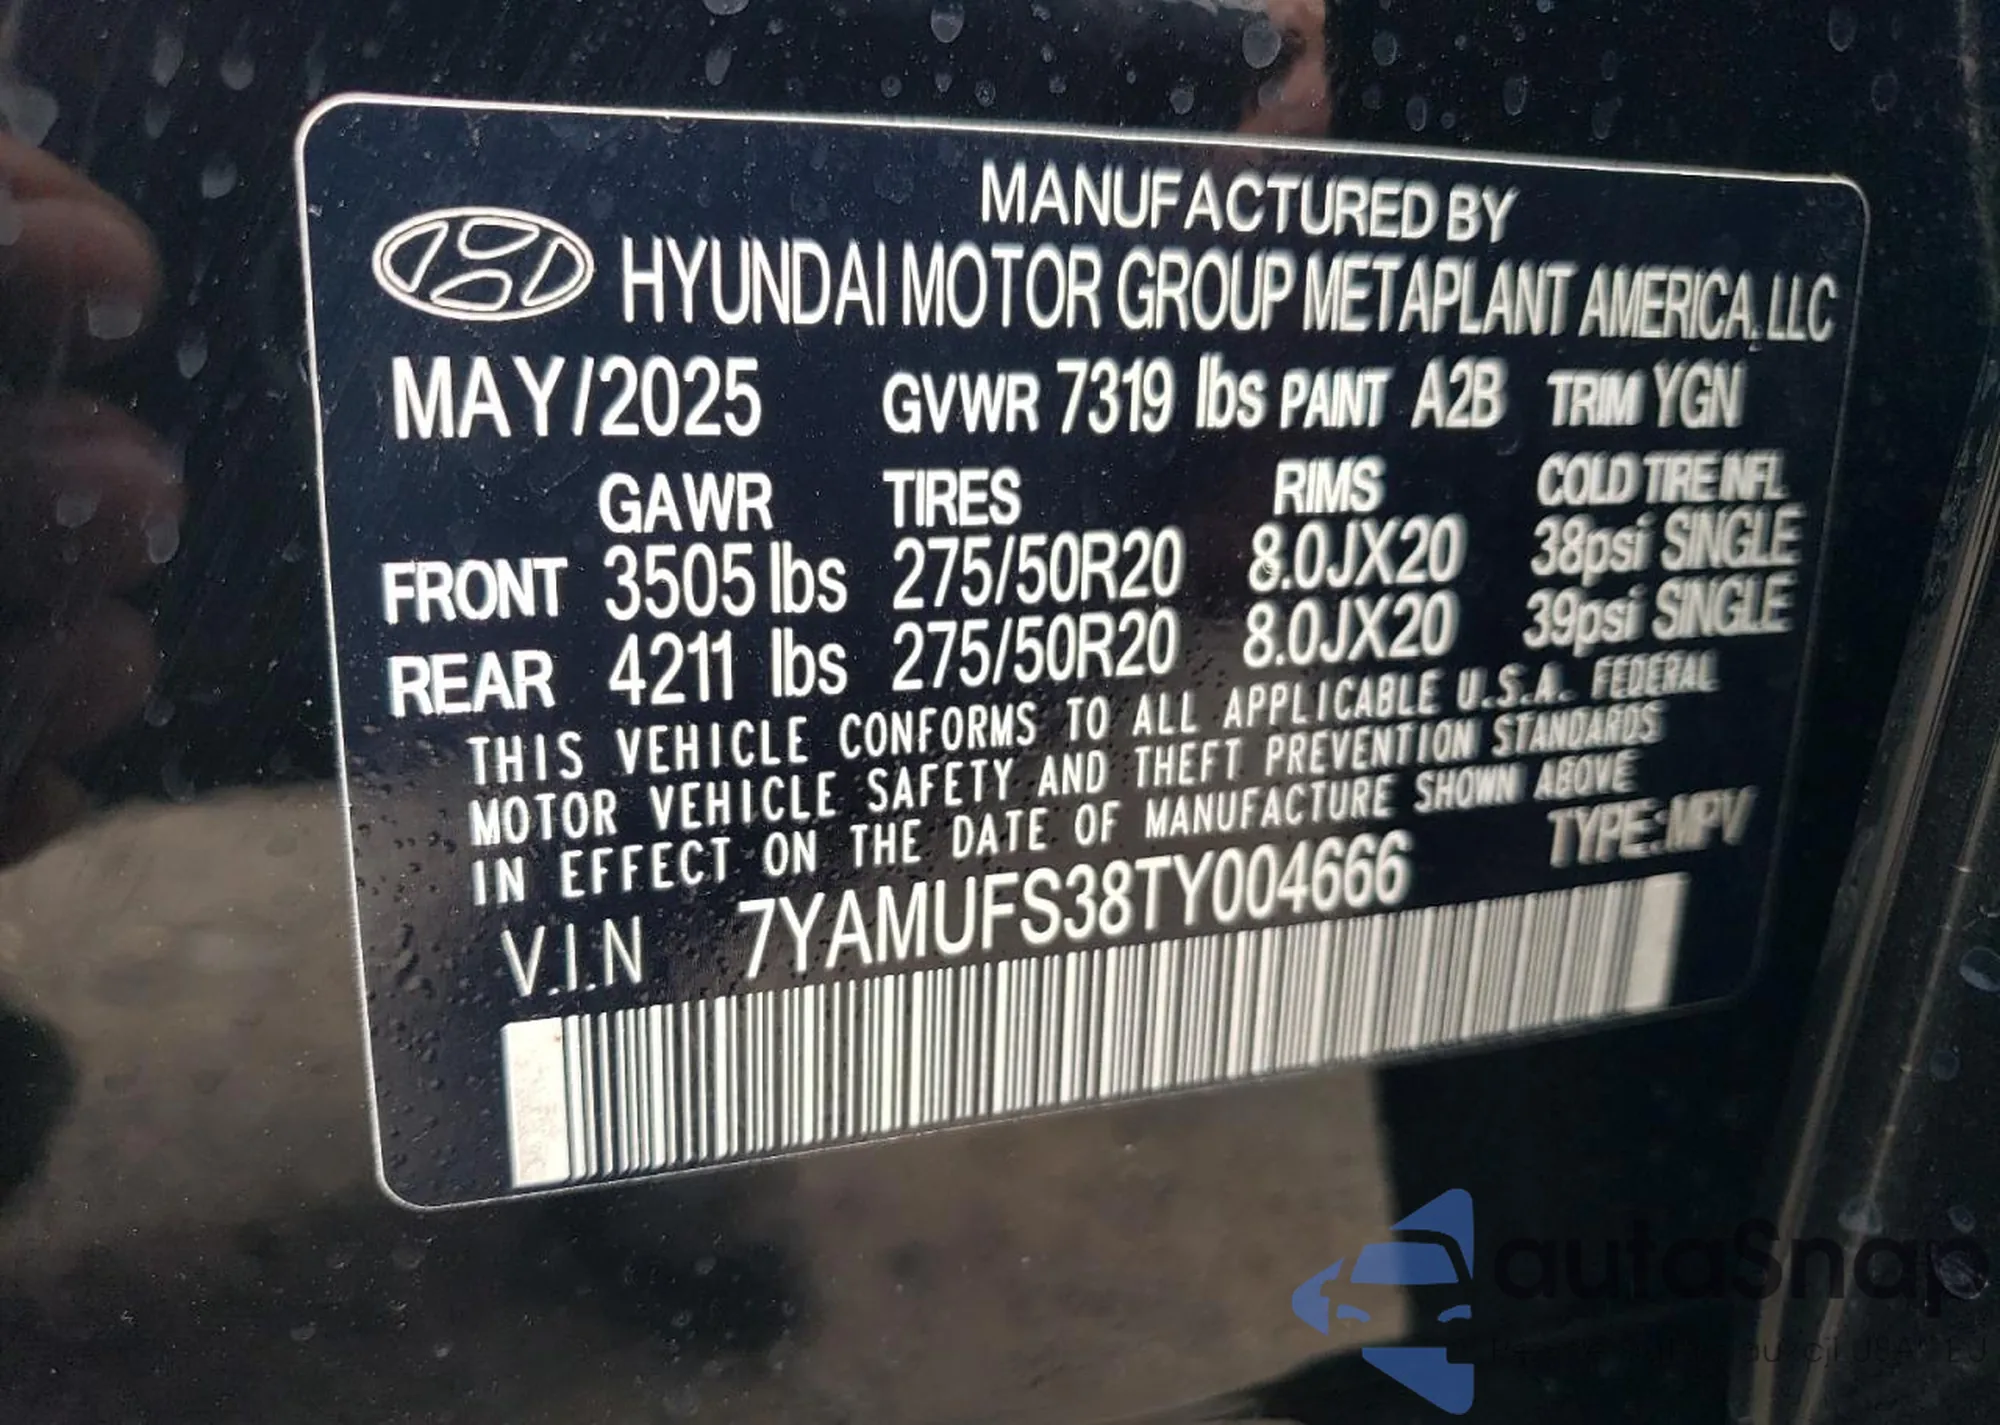 MANUFACTURED BY
HYUNDAI MOTOR GROUP METAPLANT AMERICA, LLC
MAY/2025 GVWR 7319 lbs PAINT A2B TRIM YGN
GAWR TIRES RIMS COLD TIRE INFL
FRONT 3505 lbs 275/50R20 8.0JX20 38psi SINGLE
REAR 4211 lbs 275/50R20 8.0JX20 39psi SINGLE
THIS VEHICLE CONFORMS TO ALL APPLICABLE U.S.A. FEDERAL
MOTOR VEHICLE SAFETY AND THEFT PREVENTION STANDARDS
IN EFFECT ON THE DATE OF MANUFACTURE SHOWN ABOVE
V.I.N 7YAMUFS38TY004666 TYPE:MPV
autaSnap
USA